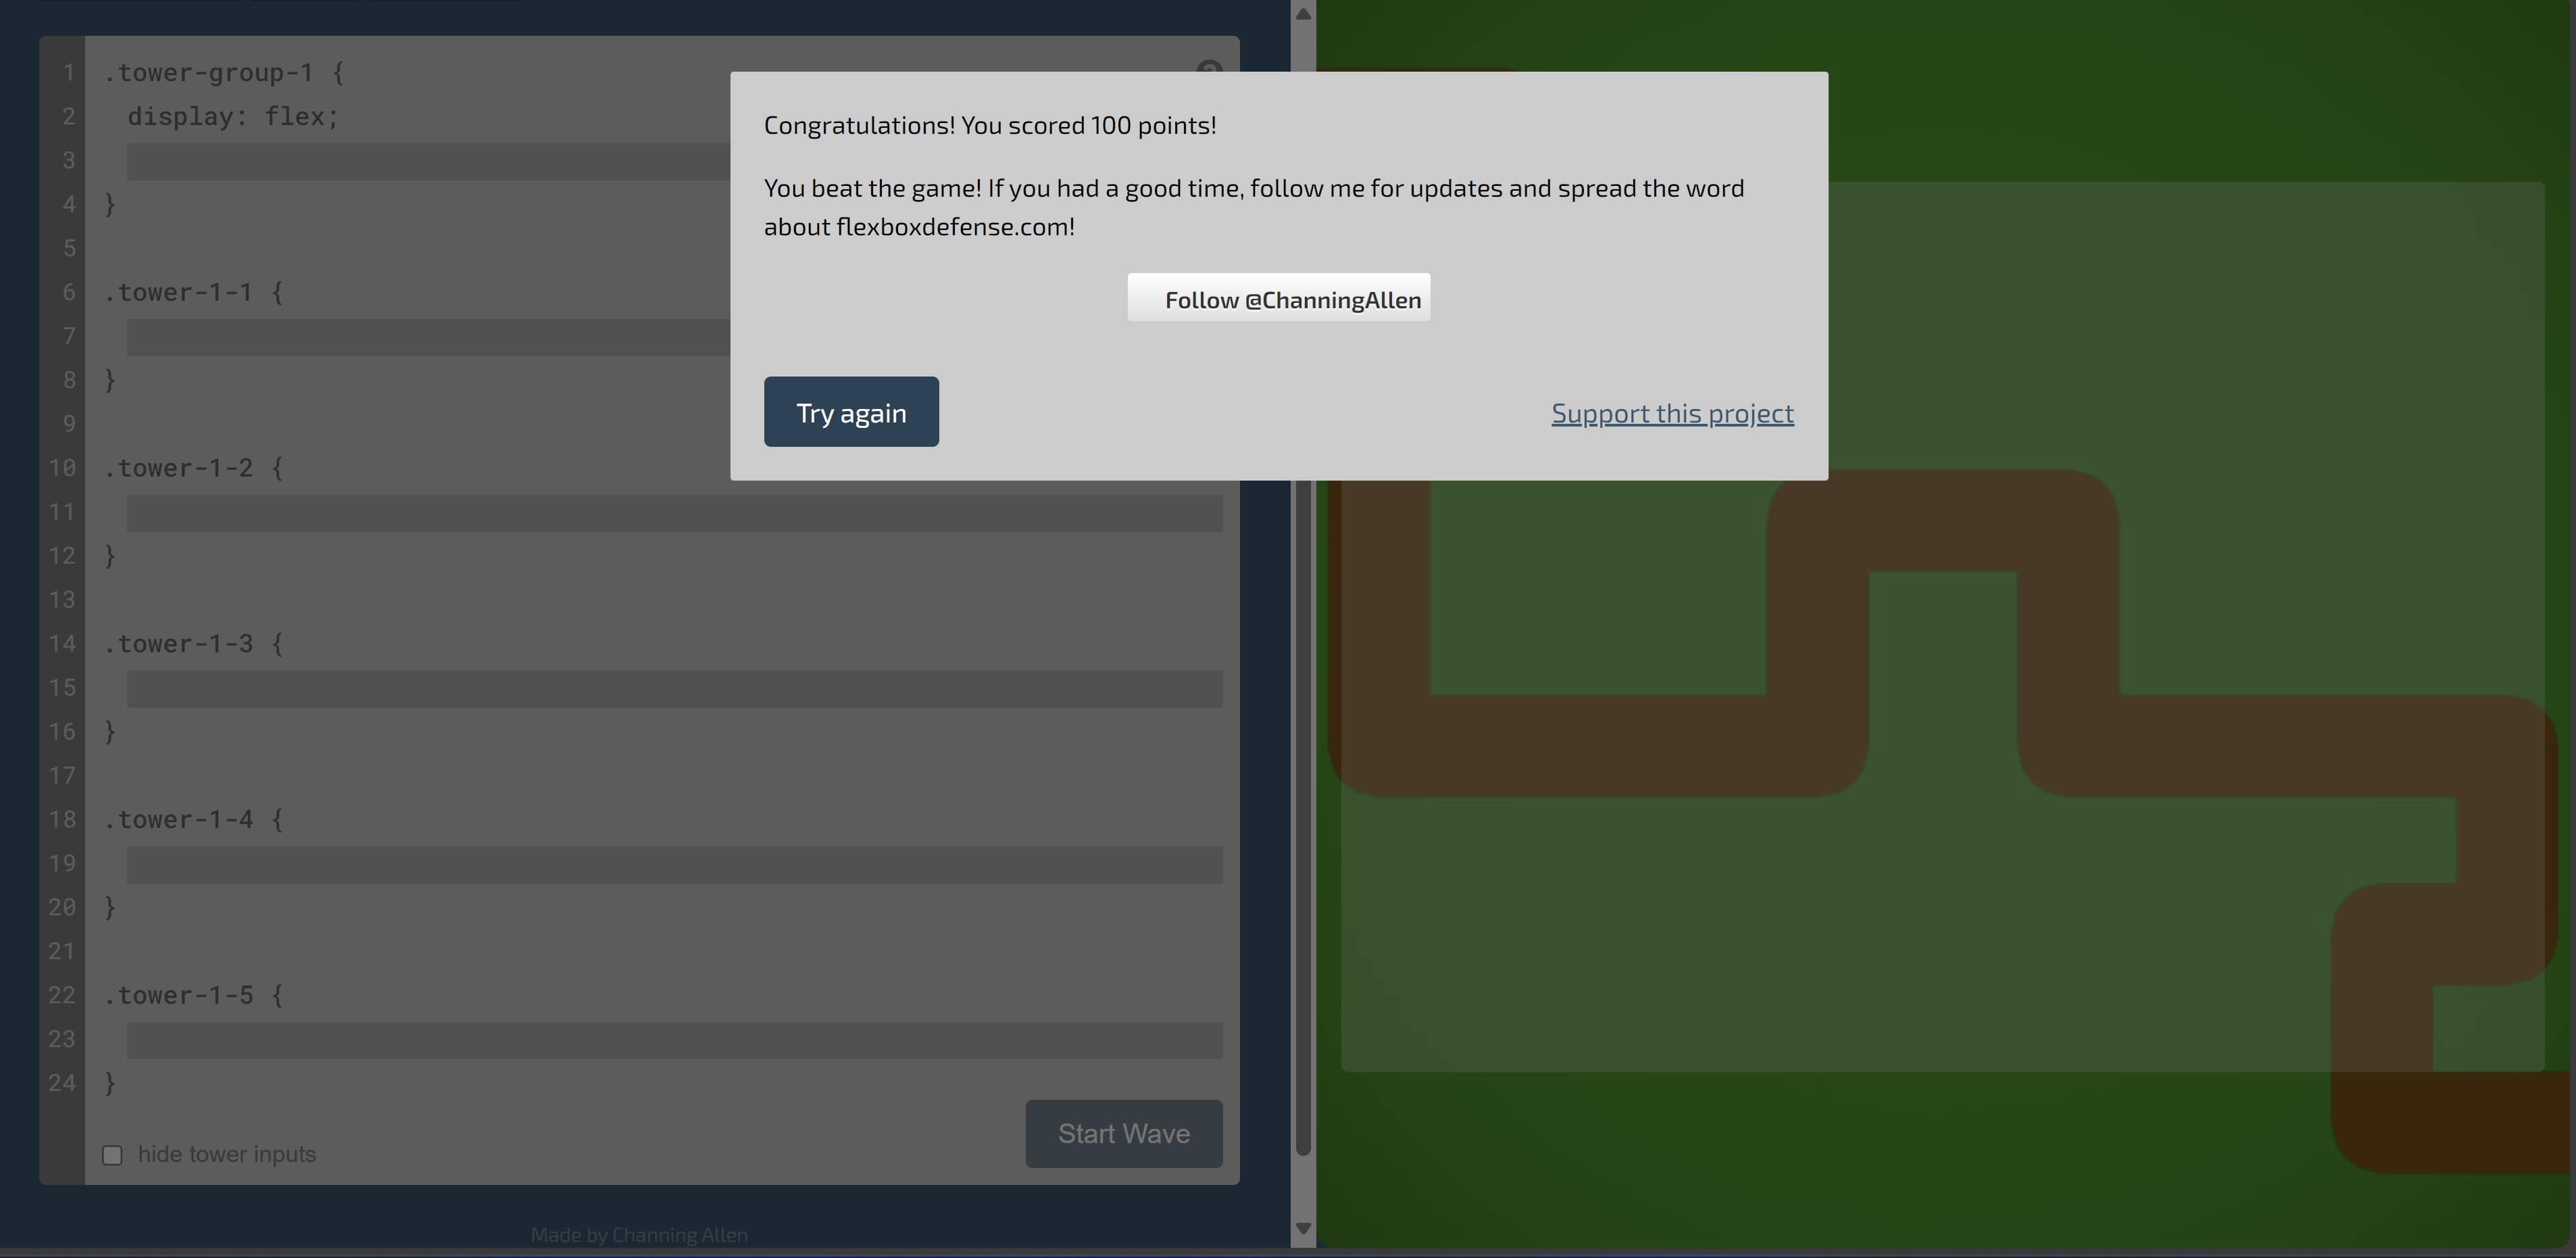 1 .tower-group-1 {
2 display: flex;
3
4 }
5
6 .tower-1-1 {
7
8 }
9
10 .tower-1-2 {
11
12 }
13
14 .tower-1-3 {
15
16 }
17
18 .tower-1-4 {
19
20 }
21
22 .tower-1-5 {
23
24 }
hide tower inputs
Start Wave
Made by Channing Allen
Congratulations! You scored 100 points!
You beat the game! If you had a good time, follow me for updates and spread the word
about flexboxdefense.com!
Follow @ChanningAllen
Try again
Support this project